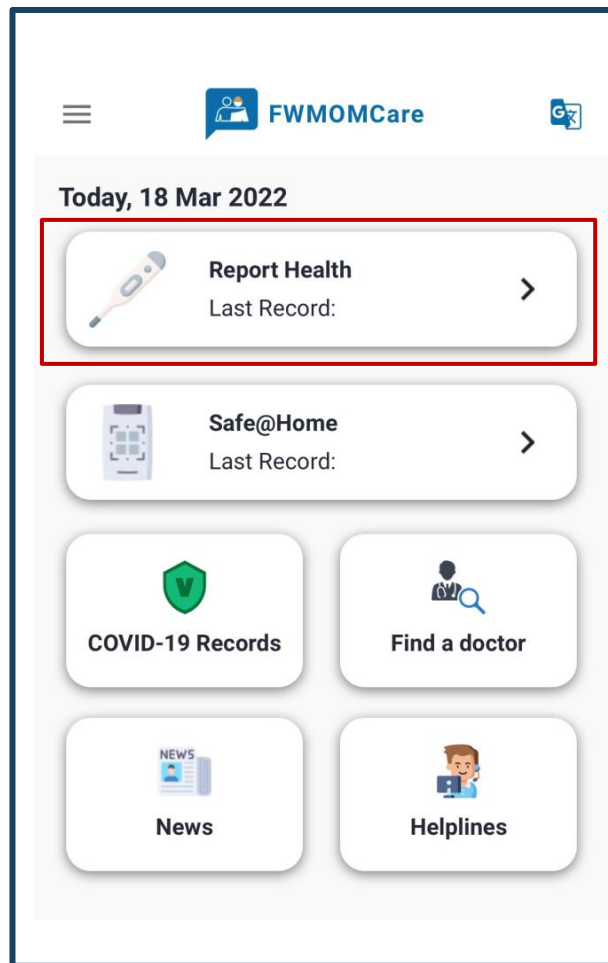 FWMOMCare
Today, 18 Mar 2022
Report Health
Last Record:
Safe@Home
Last Record:
V
COVID-19 Records
Find a doctor
NEWS
News
Helplines